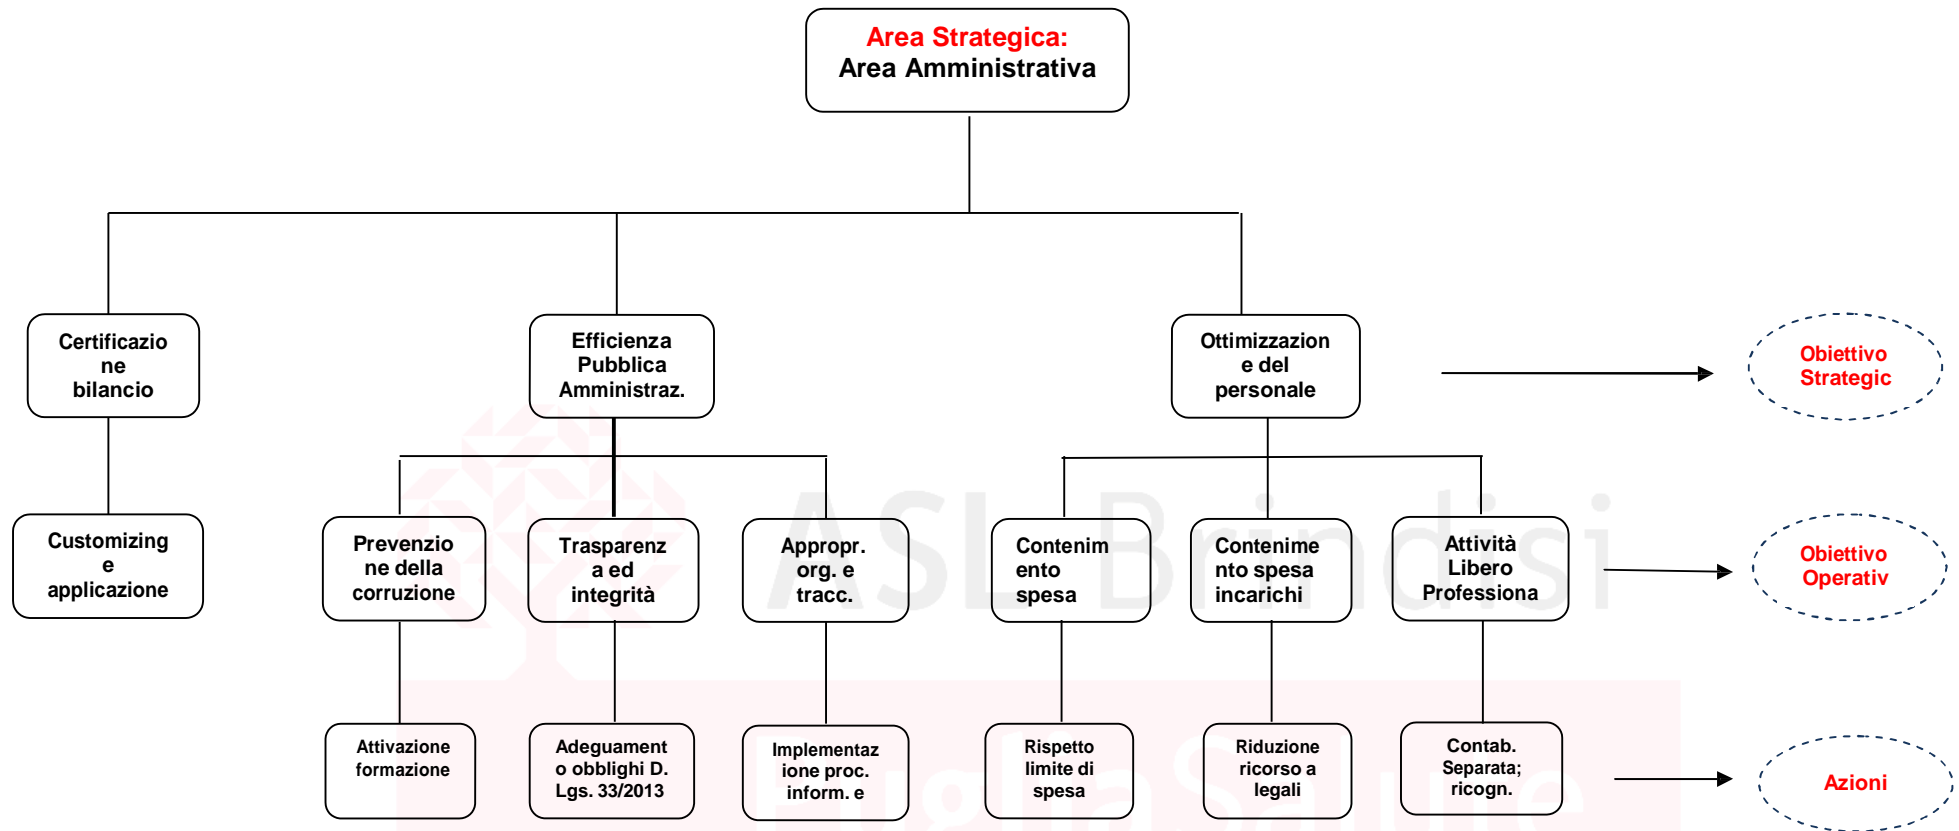 Area Strategica:
Area Amministrativa
Certificazio
ne
bilancio
Efficienza
Pubblica
Amministraz.
Ottimizzazion
e del
personale
Obiettivo
Strategic
Customizing
e
applicazione
Prevenzio
ne della
corruzione
Trasparenz
a ed
integrità
Appropr.
org. e
tracc.
Contenim
ento
spesa
Contenime
nto spesa
incarichi
Attività
Libero
Professiona
Obiettivo
Operativ
ASL Brindisi
Attivazione
formazione
Adeguament
o obblighi D.
Lgs. 33/2013
Implementaz
ione proc.
inform. e
Rispetto
limite di
spesa
Riduzione
ricorso a
legali
Contab.
Separata;
ricogn.
Azioni
PugliaSalute